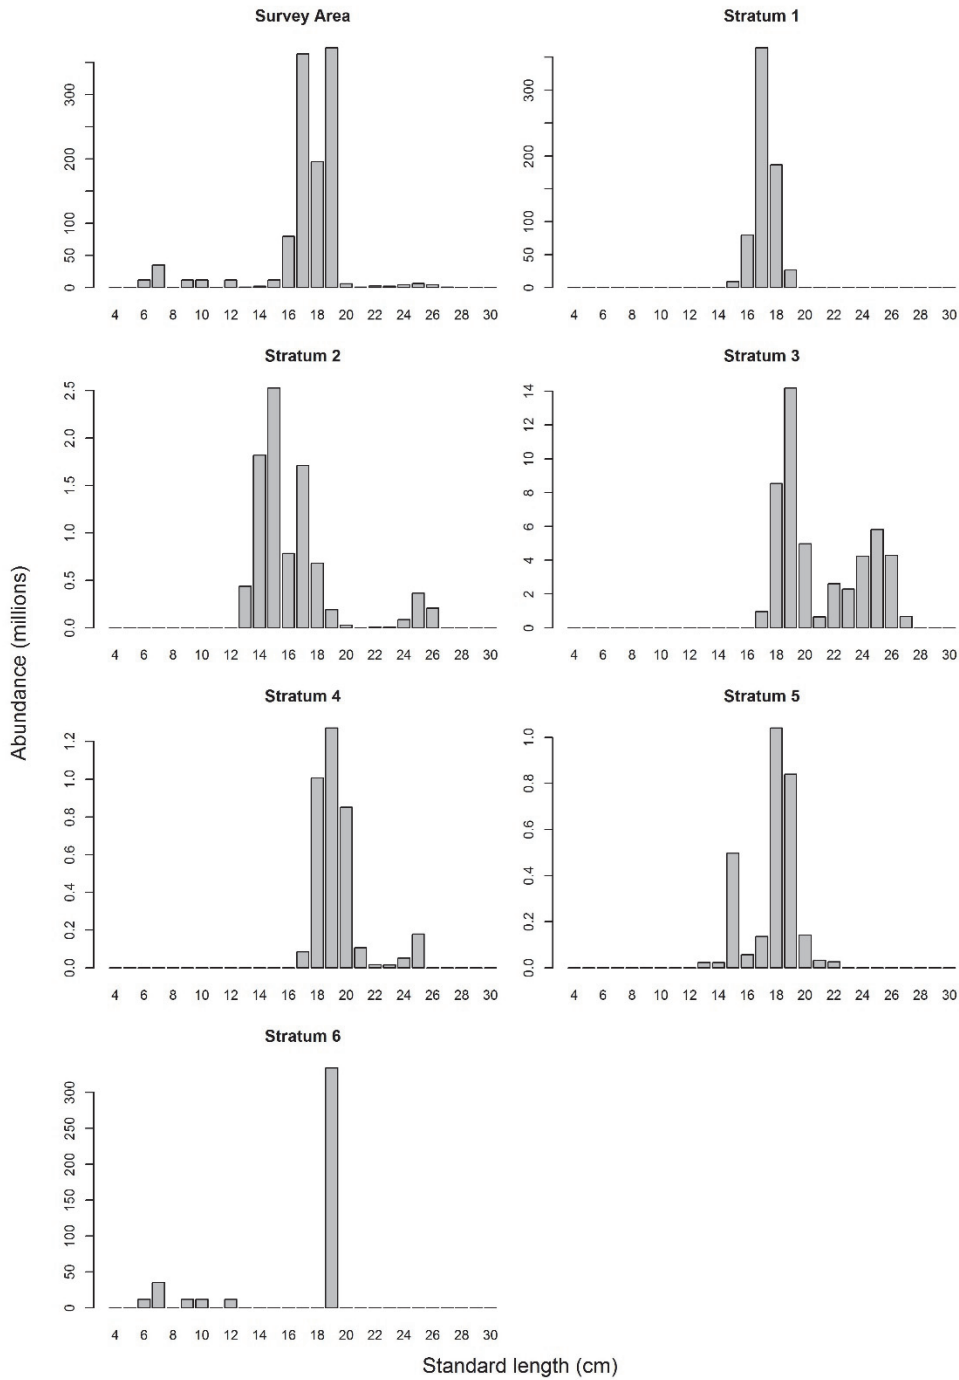 Survey Area
300
200
100
50
0
4 6 8 10 12 14 16 18 20 22 24 26 28 30
Stratum 1
300
200
100
50
0
4 6 8 10 12 14 16 18 20 22 24 26 28 30
Stratum 2
2.5
2.0
1.5
1.0
0.5
0.0
4 6 8 10 12 14 16 18 20 22 24 26 28 30
Stratum 3
14
12
10
8
6
4
2
0
4 6 8 10 12 14 16 18 20 22 24 26 28 30
Abundance (millions)
Stratum 4
1.2
1.0
0.8
0.6
0.4
0.2
0.0
4 6 8 10 12 14 16 18 20 22 24 26 28 30
Stratum 5
1.0
0.8
0.6
0.4
0.2
0.0
4 6 8 10 12 14 16 18 20 22 24 26 28 30
Stratum 6
300
250
200
150
100
50
0
4 6 8 10 12 14 16 18 20 22 24 26 28 30
Standard length (cm)